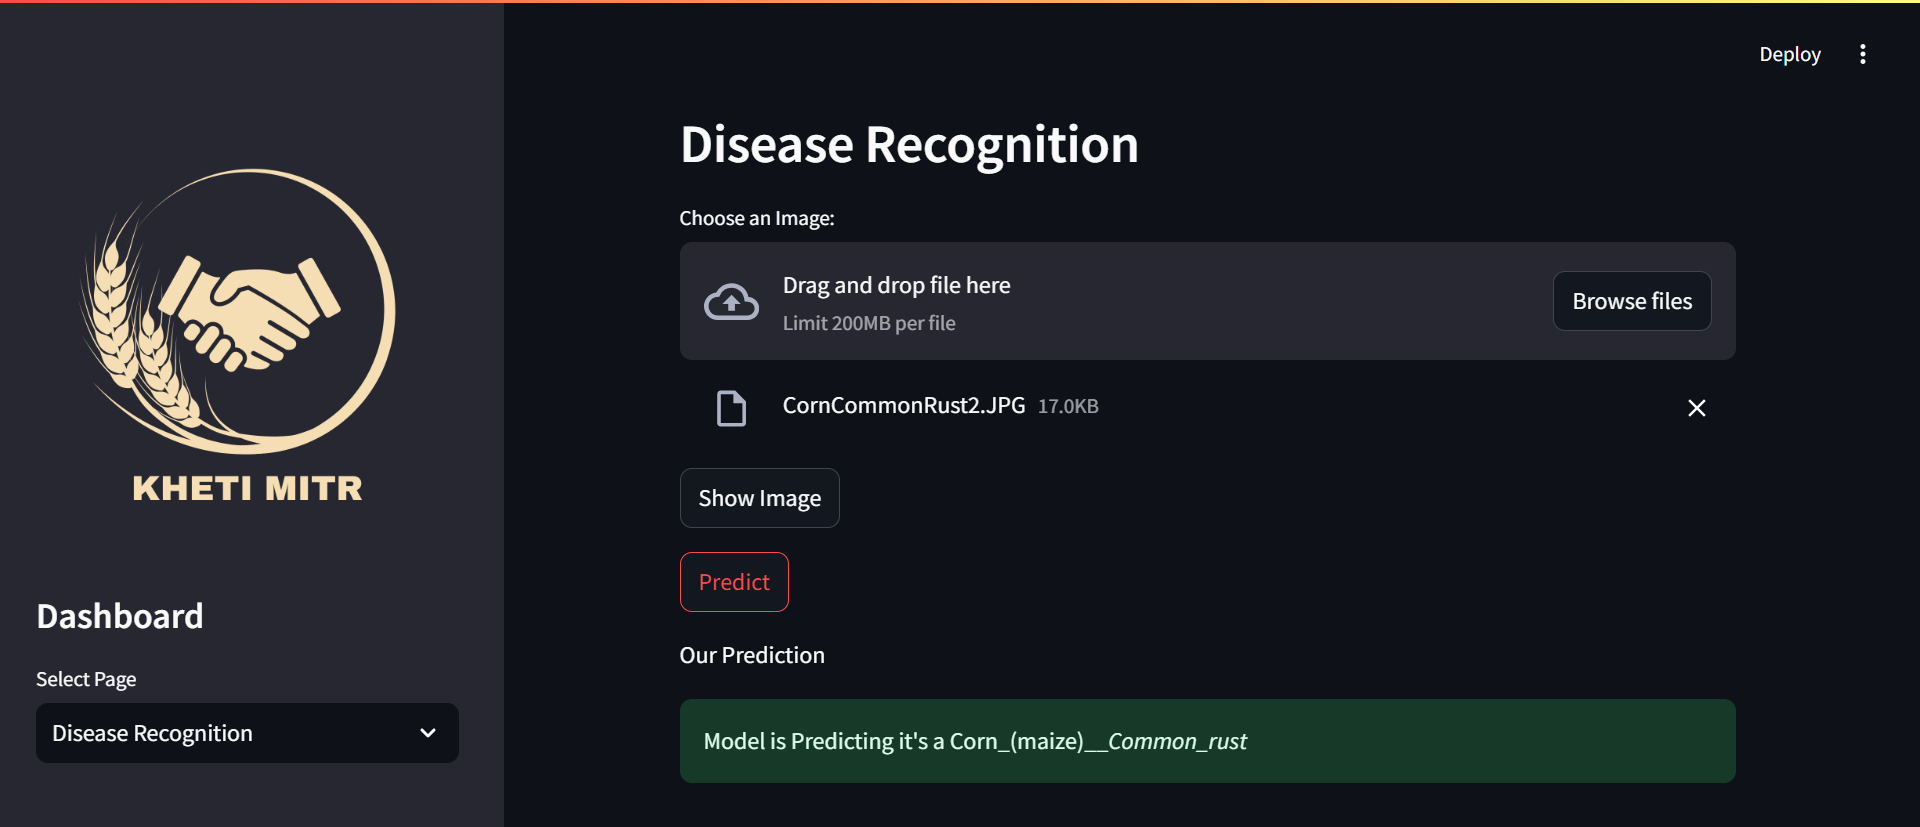 Deploy
KHETI MITR
Dashboard
Select Page
Disease Recognition
Disease Recognition
Choose an Image:
Drag and drop file here
Limit 200MB per file
Browse files
CornCommonRust2.JPG 17.0KB
Show Image
Predict
Our Prediction
Model is Predicting it's a Corn_(maize)__Common_rust